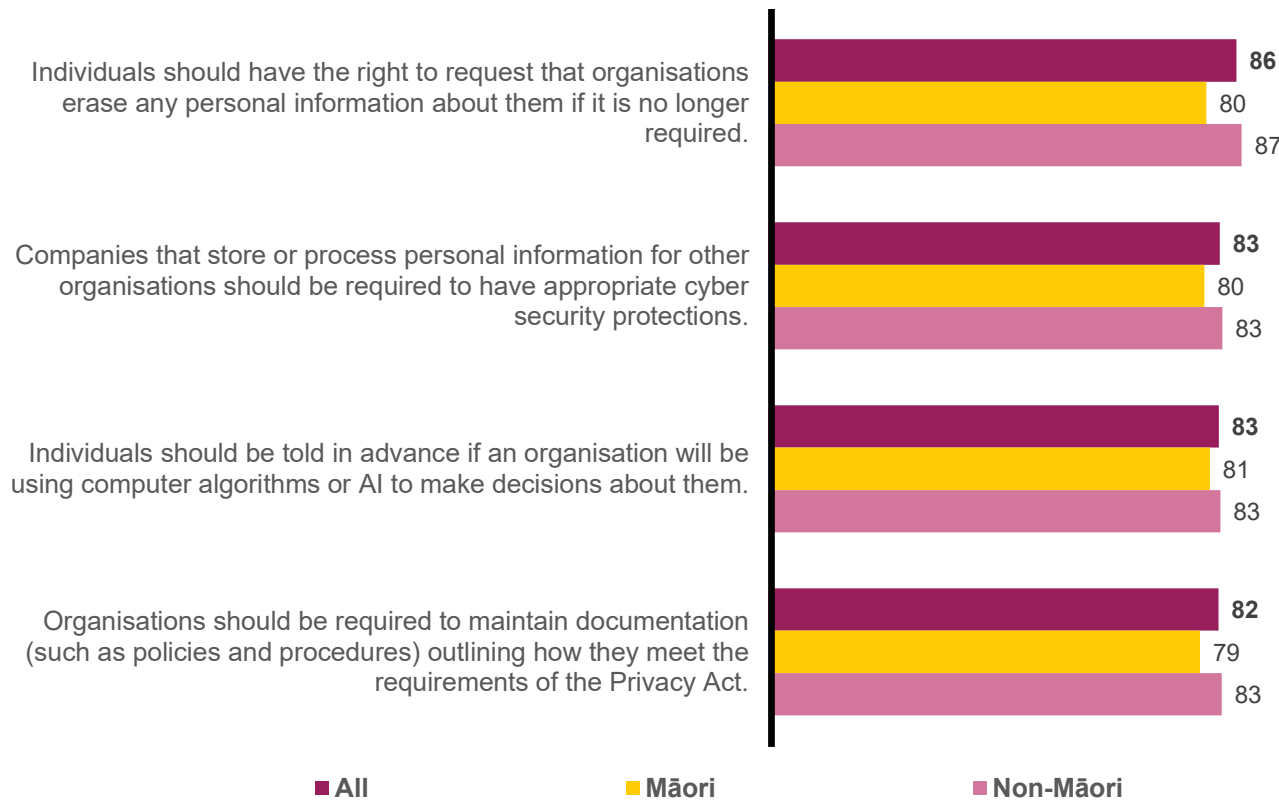 Individuals should have the right to request that organisations
erase any personal information about them if it is no longer
required.
86
80
87
Companies that store or process personal information for other
organisations should be required to have appropriate cyber
security protections.
83
80
83
Individuals should be told in advance if an organisation will be
using computer algorithms or AI to make decisions about them.
83
81
83
Organisations should be required to maintain documentation
(such as policies and procedures) outlining how they meet the
requirements of the Privacy Act.
82
79
83
All
Māori
Non-Māori